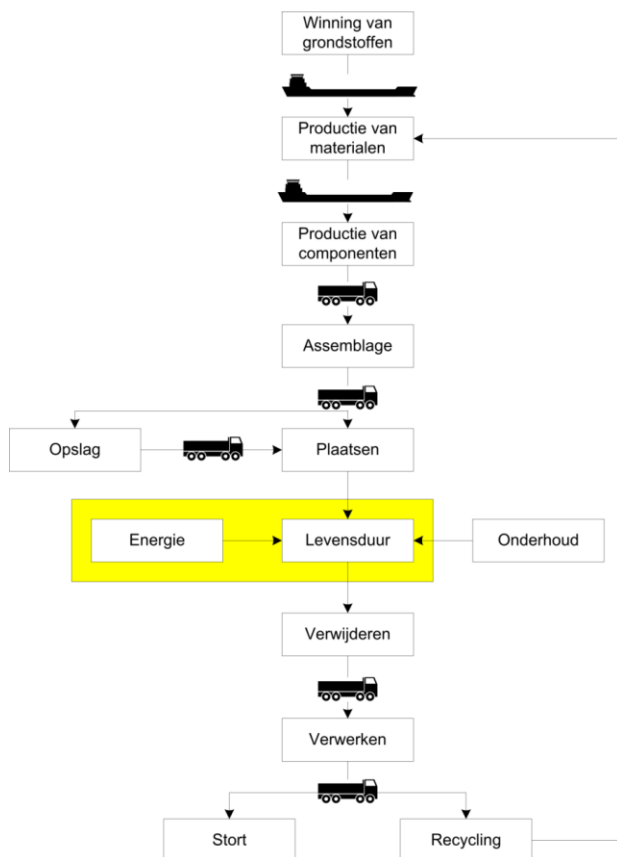 Winning van
grondstoffen
Productie van
materialen
Productie van
componenten
Assemblage
Opslag
Plaatsen
Energie
Levensduur
Onderhoud
Verwijderen
Verwerken
Stort
Recycling